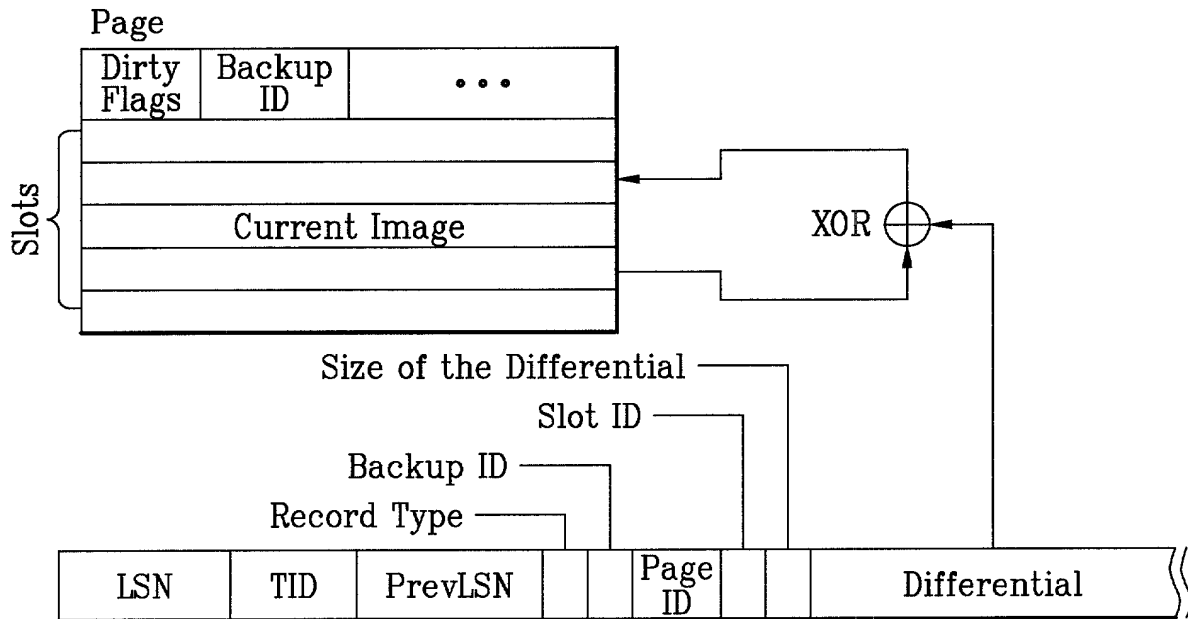 Page
Dirty
Flags
Backup
ID
Slots
Current Image
XOR
Size of the Differential
Slot ID
Backup ID
Record Type
LSN
TID
PrevLSN
Page
ID
Differential